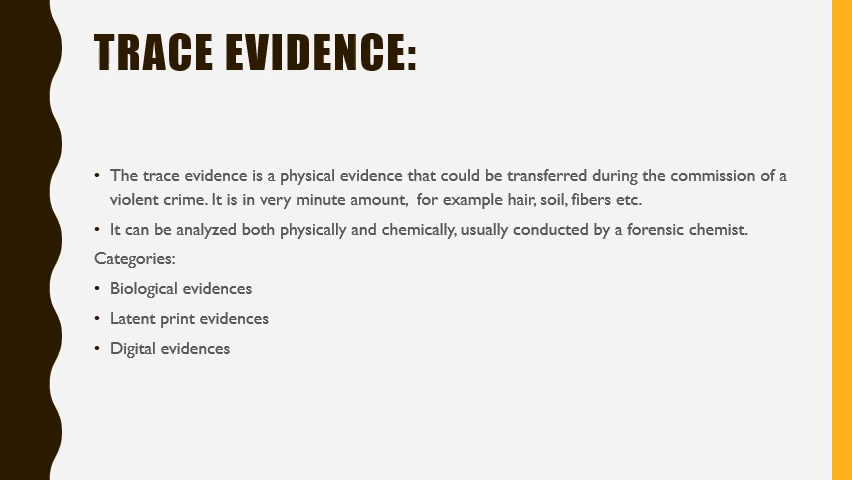 TRACE EVIDENCE:
• The trace evidence is a physical evidence that could be transferred during the commission of a
violent crime. It is in very minute amount,  for example hair, soil, fibers etc.
• It can be analyzed both physically and chemically, usually conducted by a forensic chemist.
Categories:
• Biological evidences
• Latent print evidences
• Digital evidences